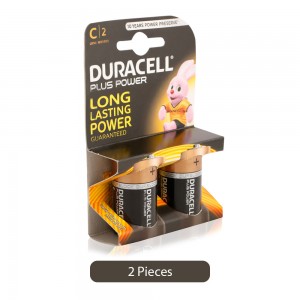 10 YEARS POWER PRESERVE
C 2
DURACELL
PLUS POWER
LONG
LASTING
POWER
GUARANTEED
+
+
DURACELL
DURACELL
2 Pieces